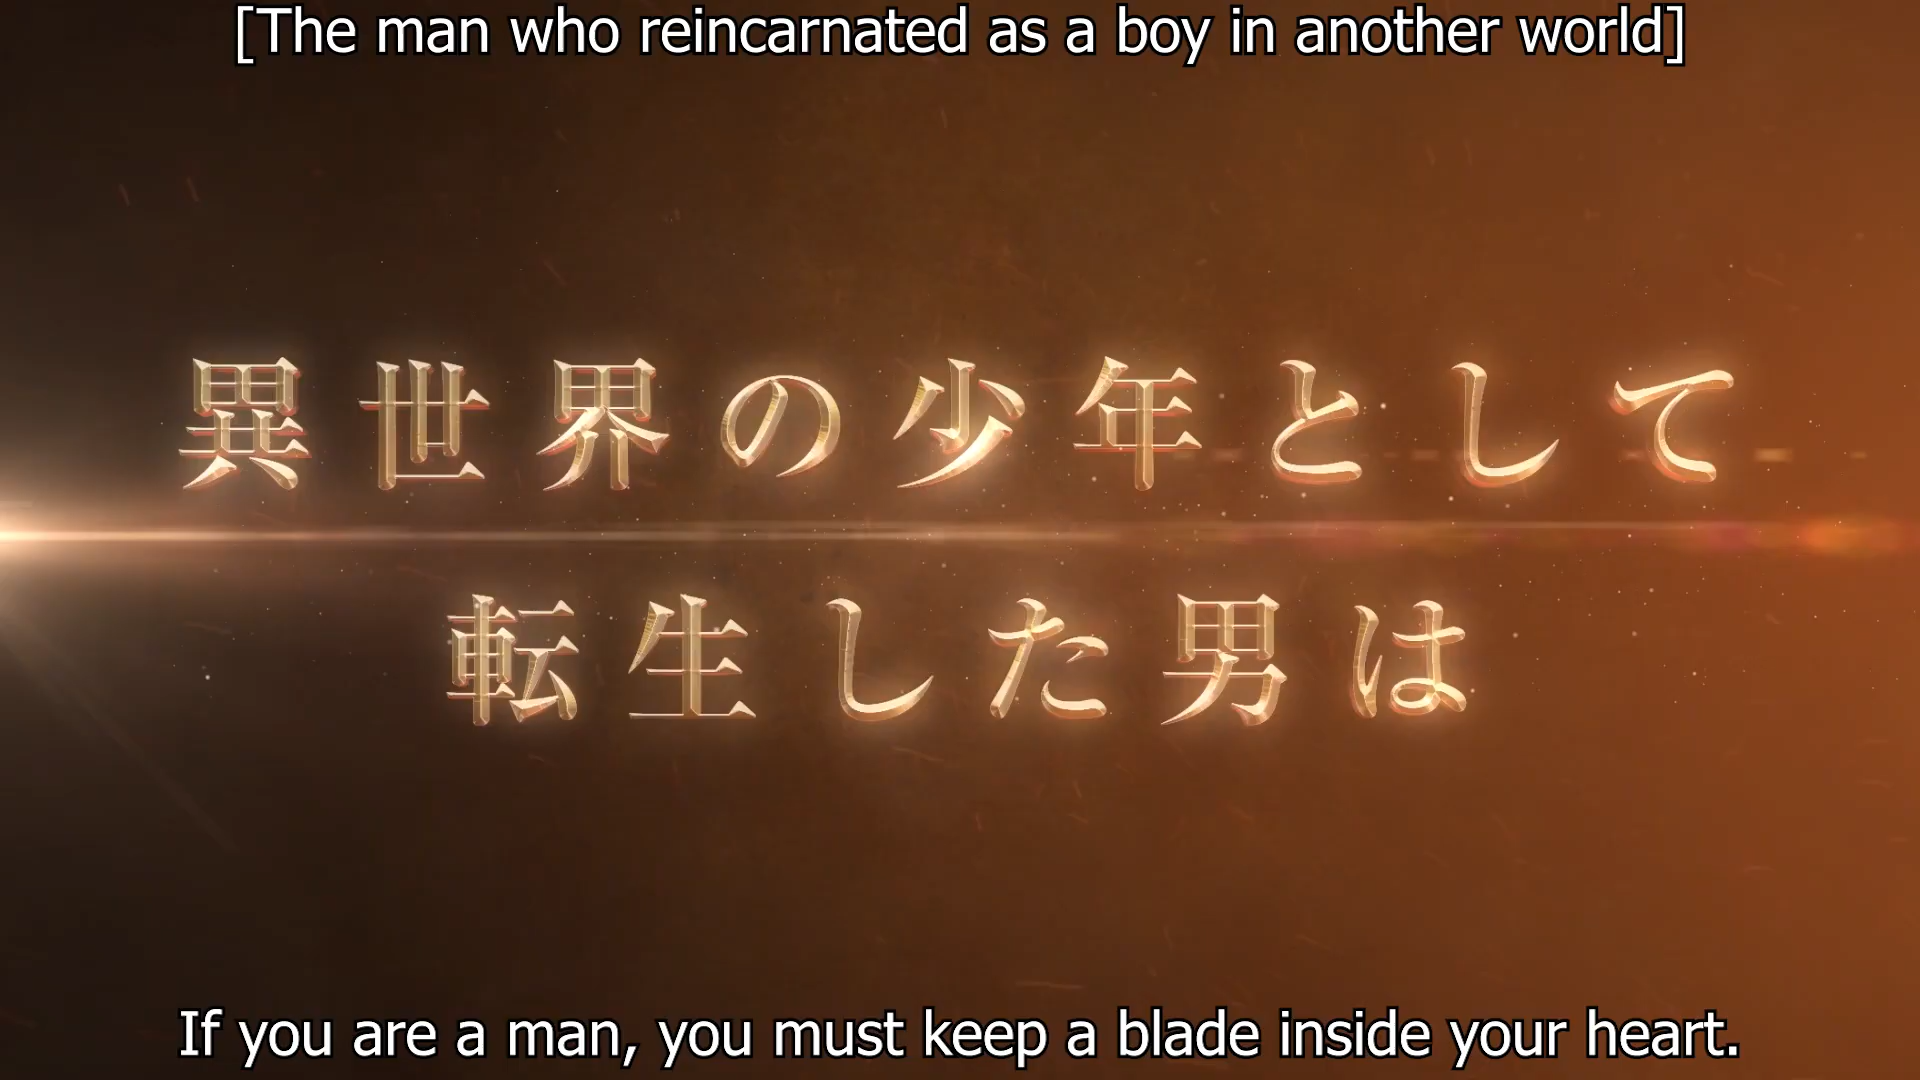 [The man who reincarnated as a boy in another world]
異世界の少年として
転生した男は
If you are a man, you must keep a blade inside your heart.